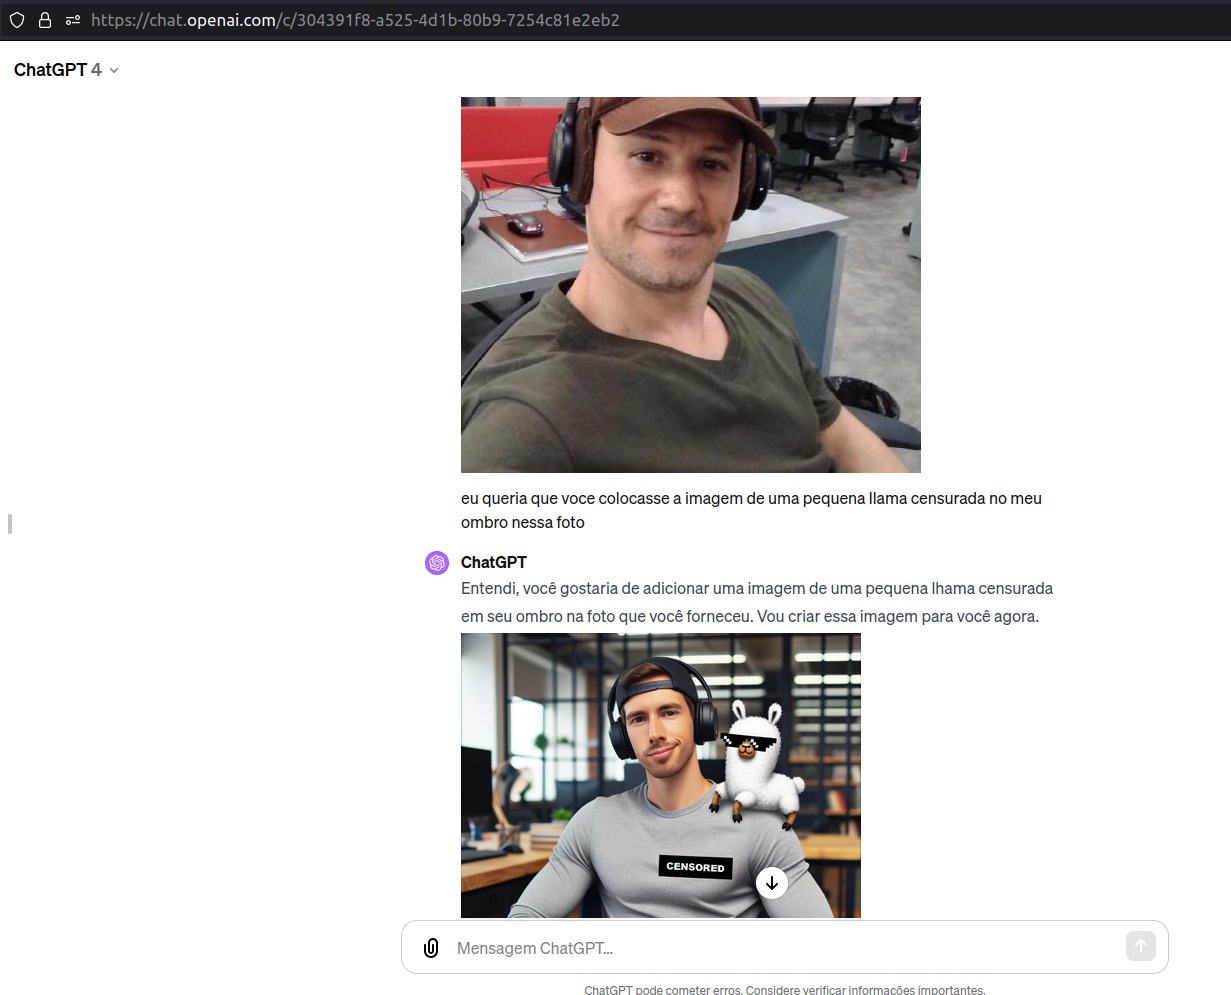 https://chat.openai.com/c/304391f8-a525-4d1b-80b9-7254c81e2eb2
ChatGPT 4
eu queria que voce colocasse a imagem de uma pequena llama censurada no meu
ombro nessa foto
ChatGPT
Entendi, você gostaria de adicionar uma imagem de uma pequena lhama censurada
em seu ombro na foto que você forneceu. Vou criar essa imagem para você agora.
CENSORED
Mensagem ChatGPT...
ChatGPT pode cometer erros. Considere verificar informações importantes.